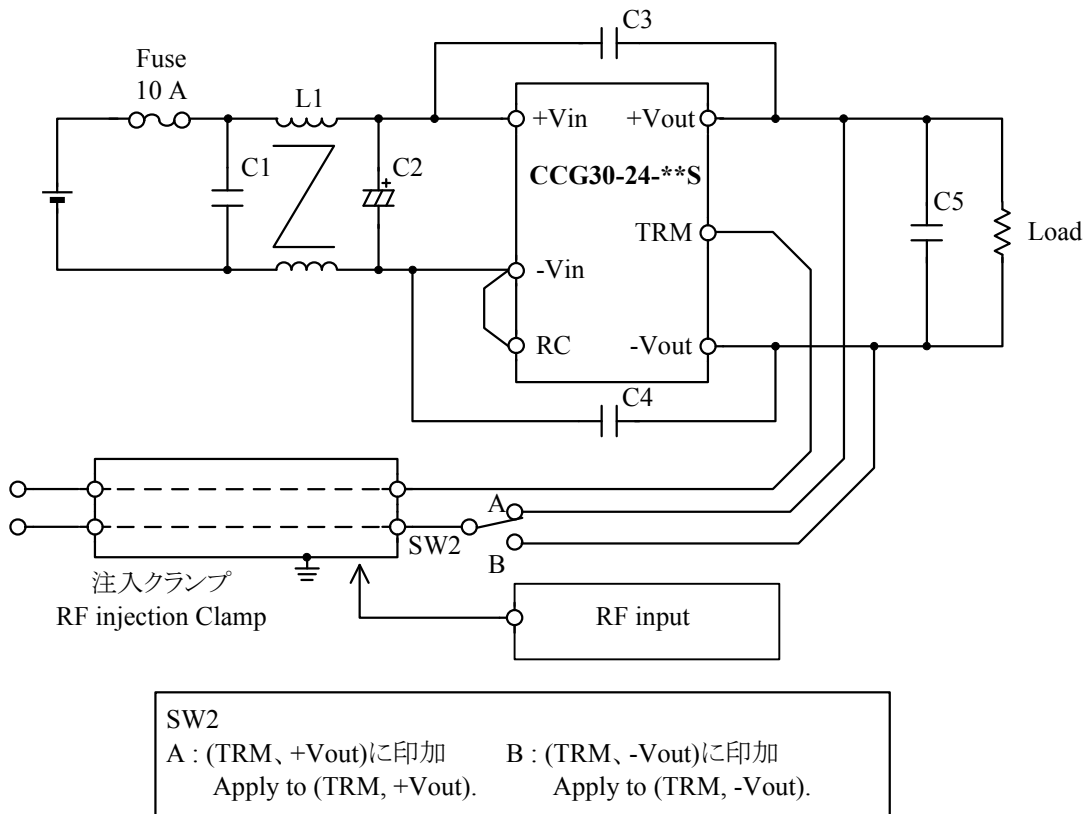 C3
Fuse
10 A
L1
+Vin
+Vout
C1
C2
+
CCG30-24-**S
C5
TRM
Load
-Vin
RC
-Vout
C4
A
SW2
B
注入クランプ
RF injection Clamp
RF input
SW2
A : (TRM、+Vout)に印加 B : (TRM、-Vout)に印加
Apply to (TRM, +Vout). Apply to (TRM, -Vout).